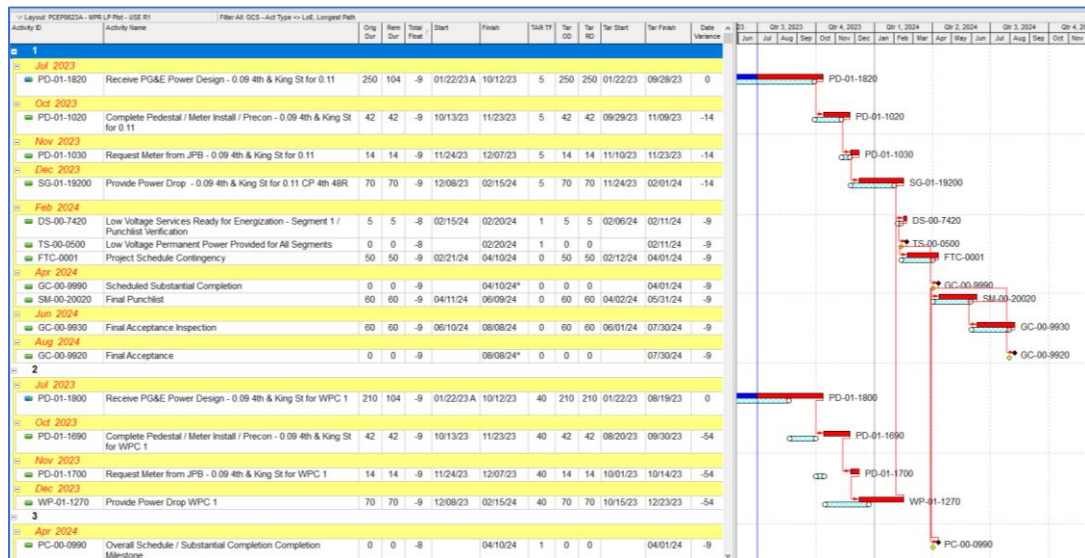 Layout: PCEP0623A - MPR LP Plot - USE R1 Filter All: GCS - Act Type <> LoE, Longest Path
Activity ID Activity Name Orig Dur Rem Dur Total Float Start Finish TAR TF Tar OD Tar RD Tar Start Tar Finish Date Variance 23 Qtr 3, 2023 Qtr 4, 2023 Qtr 1, 2024 Qtr 2, 2024 Qtr 3, 2024 Qtr 4, 2
Jun Jul Aug Sep Oct Nov Dec Jan Feb Mar Apr May Jun Jul Aug Sep Oct Nov
1
Jul 2023
PD-01-1820 Receive PG&E Power Design - 0.09 4th & King St for 0.11 250 104 -9 01/22/23 A 10/12/23 5 250 250 01/22/23 09/28/23 0 PD-01-1820
Oct 2023
PD-01-1020 Complete Pedestal / Meter Install / Precon - 0.09 4th & King St 42 42 -9 10/13/23 11/23/23 5 42 42 09/29/23 11/09/23 -14 PD-01-1020
for 0.11
Nov 2023
PD-01-1030 Request Meter from JPB - 0.09 4th & King St for 0.11 14 14 -9 11/24/23 12/07/23 5 14 14 11/10/23 11/23/23 -14 PD-01-1030
Dec 2023
SG-01-19200 Provide Power Drop - 0.09 4th & King St for 0.11 CP 4th 48R 70 70 -9 12/08/23 02/15/24 5 70 70 11/24/23 02/01/24 -14 SG-01-19200
Feb 2024
DS-00-7420 Low Voltage Services Ready for Energization - Segment 1 / 5 5 -8 02/15/24 02/20/24 1 5 5 02/06/24 02/11/24 -9 DS-00-7420
Punchlist Verification
TS-00-0500 Low Voltage Permanent Power Provided for All Segments 0 0 -8 02/20/24 1 0 0 02/11/24 -9 TS-00-0500
FTC-0001 Project Schedule Contingency 50 50 -9 02/21/24 04/10/24 0 50 50 02/12/24 04/01/24 -9 FTC-0001
Apr 2024
GC-00-9990 Scheduled Substantial Completion 0 0 -9 04/10/24* 0 0 0 04/01/24 -9 GC-00-9990
SM-00-20020 Final Punchlist 60 60 -9 04/11/24 06/09/24 0 60 60 04/02/24 05/31/24 -9 SM-00-20020
Jun 2024
GC-00-9930 Final Acceptance Inspection 60 60 -9 06/10/24 08/08/24 0 60 60 06/01/24 07/30/24 -9 GC-00-9930
Aug 2024
GC-00-9920 Final Acceptance 0 0 -9 08/08/24* 0 0 0 07/30/24 -9 GC-00-9920
2
Jul 2023
PD-01-1800 Receive PG&E Power Design - 0.09 4th & King St for WPC 1 210 104 -9 01/22/23 A 10/12/23 40 210 210 01/22/23 08/19/23 0 PD-01-1800
Oct 2023
PD-01-1690 Complete Pedestal / Meter Install / Precon - 0.09 4th & King St 42 42 -9 10/13/23 11/23/23 40 42 42 08/20/23 09/30/23 -54 PD-01-1690
for WPC 1
Nov 2023
PD-01-1700 Request Meter from JPB - 0.09 4th & King St for WPC 1 14 14 -9 11/24/23 12/07/23 40 14 14 10/01/23 10/14/23 -54 PD-01-1700
Dec 2023
WP-01-1270 Provide Power Drop WPC 1 70 70 -9 12/08/23 02/15/24 40 70 70 10/15/23 12/23/23 -54 WP-01-1270
3
Apr 2024
PC-00-0990 Overall Schedule / Substantial Completion Completion 0 0 -8 04/10/24 1 0 0 04/01/24 -9 PC-00-0990
Milestone